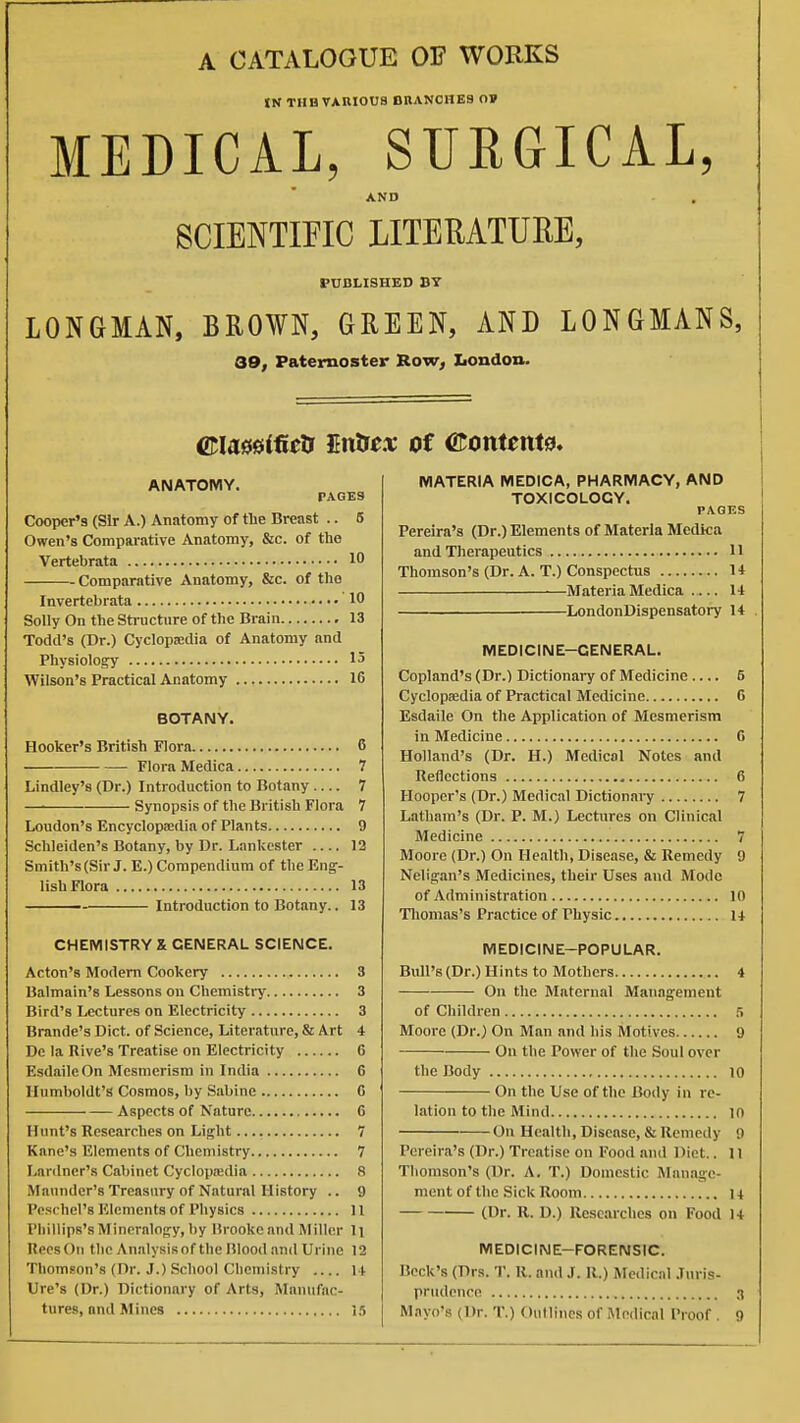 A CATALOGUE OF WORKS
IN THE VARIOUS BRANCHES OF
MEDICAL, SURGICAL,
AND
SCIENTIFIC LITERATURE,
PUBLISHED BY
LONGMAN, BROWN, GREEN, AND LONGMANS,
39, Paternoster Row, London.
Classified Index of Contents.
ANATOMY.
PAGES
Cooper's (Sir A.) Anatomy of the Breast .. 5
Owen's Comparative Anatomy, &c. of the
Vertebrata ........ 10
——— Comparative Anatomy, &c. of the
Invertebrata ........ 10
Solly On the Structure of the Brain........ 13
Todd's (Dr.) Cyclopædia of Anatomy and
Physiology ........ 15
Wilson's Practical Anatomy ........ 16
BOTANY.
Hooker's British Flora........ 6
——— Flora Medica........ 7
Lindley's (Dr.) Introduction to Botany .... 7
——— Synopsis of the British Flora 7
Loudon's Encyclopædia of Plants........ 9
Schleiden's Botany, by Dr. Lankester .... 12
Smith's (Sir J. E.) Compendium of the Eng-
lish Flora ........ 13
——— Introduction to Botany.. 13
CHEMISTRY & GENERAL SCIENCE.
Acton's Modern Cookery ........ 3
Balmain's Lessons on Chemistry........ 3
Bird's Lectures on Electricity ........ 3
Brande's Dict. of Science, Literature, & Art 4
De la Rive's Treatise on Electricity ...... 6
Esdaile On Mesmerism in India ........ 6
Humboldt's Cosmos, by Sabine ........ 6
——— Aspects of Nature........ 6
Hunt's Researches on Light ........ 7
Kane's Elements of Chemistry........ 7
Lardner's Cabinet Cyclopædia ........ 8
Maunder's Treasury of Natural History .. 9
Peschel's Elements of Physics ........ 11
Phillips's Mineralogy, by Brooke and Miller 11
Rees On the Analysis of the Blood and Urine 12
Thomson's (Dr. J.) School Chemistry .... 14
Ure's (Dr.) Dictionary of Arts, Manufac-
tures, and Mines ........ 15
MATERIA MEDICA, PHARMACY, AND
TOXICOLOGY.
PAGES
Pereira's (Dr.) Elements of Materia Medica
and Therapeutics ........ 11
Thomson's (Dr. A. T.) Conspectus ........ 14
——— Materia Medica .... 14
——— London Dispensatory 14
MEDICINE—GENERAL.
Copland's (Dr.) Dictionary of Medicine .... 5
Cyclopædia of Practical Medicine........ 6
Esdaile On the Application of Mesmerism
in Medicine ........ 6
Holland's (Dr. H.) Medical Notes and
Reflections ........ 6
Hooper's (Dr.) Medical Dictionary ........ 7
Latham's (Dr. P. M.) Lectures on Clinical
Medicine ........ 7
Moore (Dr.) On Health, Disease, & Remedy 9
Neligan's Medicines, their Uses and Mode
of Administration ........ 10
Thomas's Practice of Physic........ 14
MEDICINE—POPULAR.
Bull's (Dr.) Hints to Mothers........ 4
——— On the Maternal Management
of Children ........ 5
Moore (Dr.) On Man and his Motives...... 9
——— On the Power of the Soul over
the Body ........ 10
——— On the Use of the Body in re-
lation to the Mind........ 10
——— On Health, Disease, & Remedy 9
Pereira's (Dr.) Treatise on Food and Diet.. 11
Thomson's (Dr. A. T.) Domestic Manage-
ment of the Sick Room........ 14
——— (Dr. R. D.) Researches on Food 14
MEDICINE—FORENSIC.
Beck's (Drs. T. R. and J. R.) Medical Juris-
prudence ........ 3
Mayo's (Dr. T.) Outlines of Medical Proof . 9